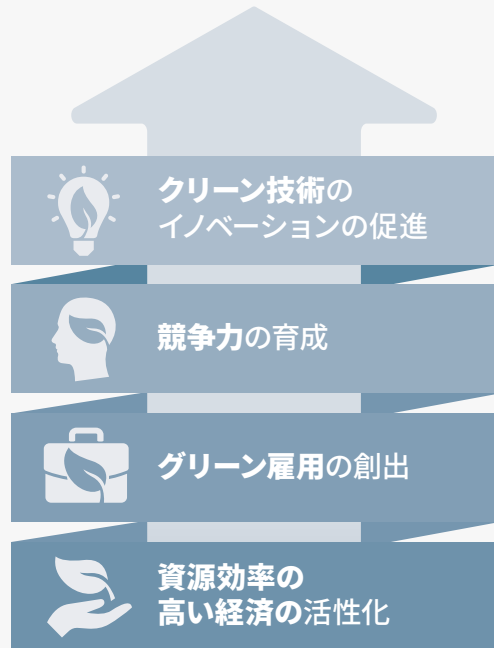 クリーン技術の
イノベーションの促進
競争力の育成
グリーン雇用の創出
資源効率の
高い経済の活性化